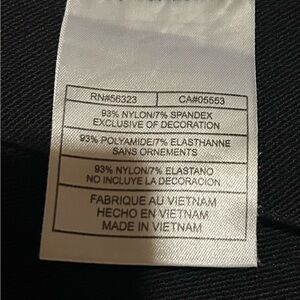 RN#56323 CA#05553
93% NYLON/7% SPANDEX
EXCLUSIVE OF DECORATION
93% POLYAMIDE/7% ELASTHANNE
SANS ORNEMENTS
93% NYLON/7% ELASTANO
NO INCLUYE LA DECORACION
FABRIQUE AU VIETNAM
HECHO EN VIETNAM
MADE IN VIETNAM